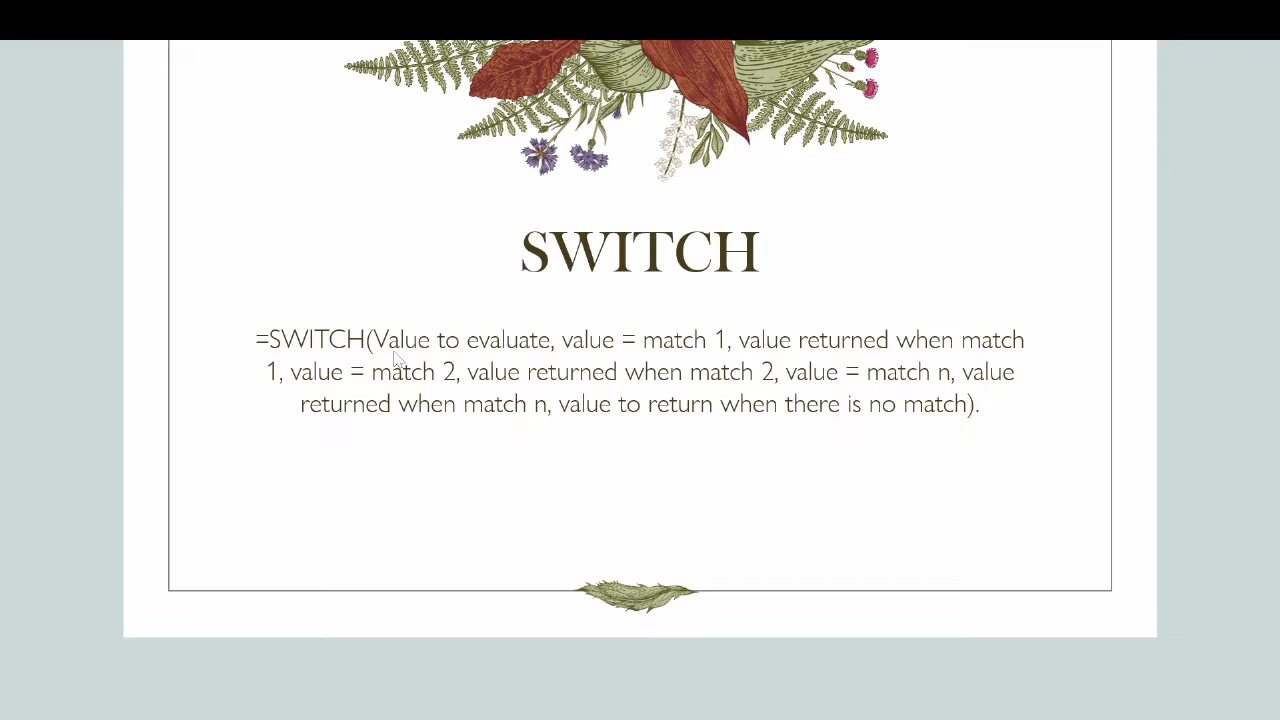 SWITCH
=SWITCH(Value to evaluate, value = match 1, value returned when match
1, value = match 2, value returned when match 2, value = match n, value
returned when match n, value to return when there is no match).